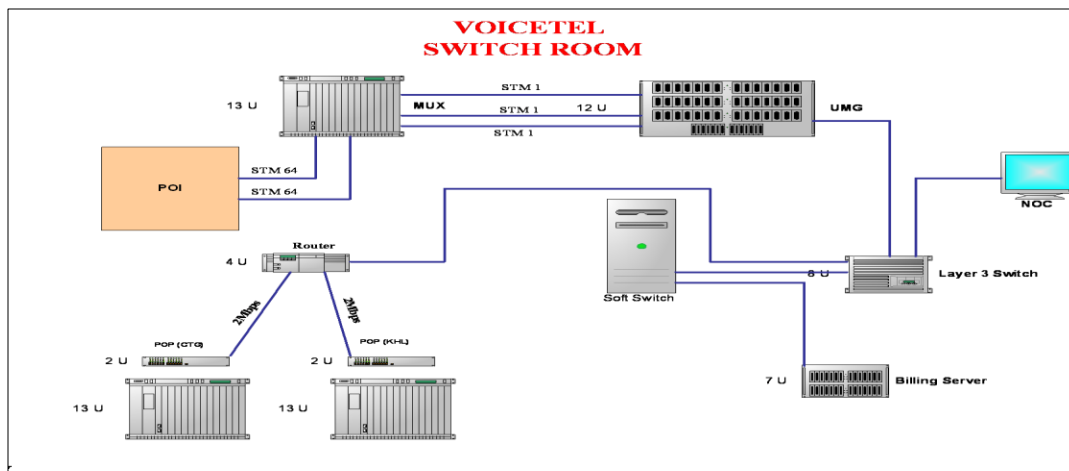 VOICETEL
SWITCH ROOM
13 U
MUX
STM 1
STM 1
STM 1
12 U
UMG
POI
STM 64
STM 64
NOC
Router
4 U
8 U
Layer 3 Switch
Soft Switch
2Mbps
2Mbps
POP (CTG)
POP (KHL)
2 U
2 U
7 U
Billing Server
13 U
13 U